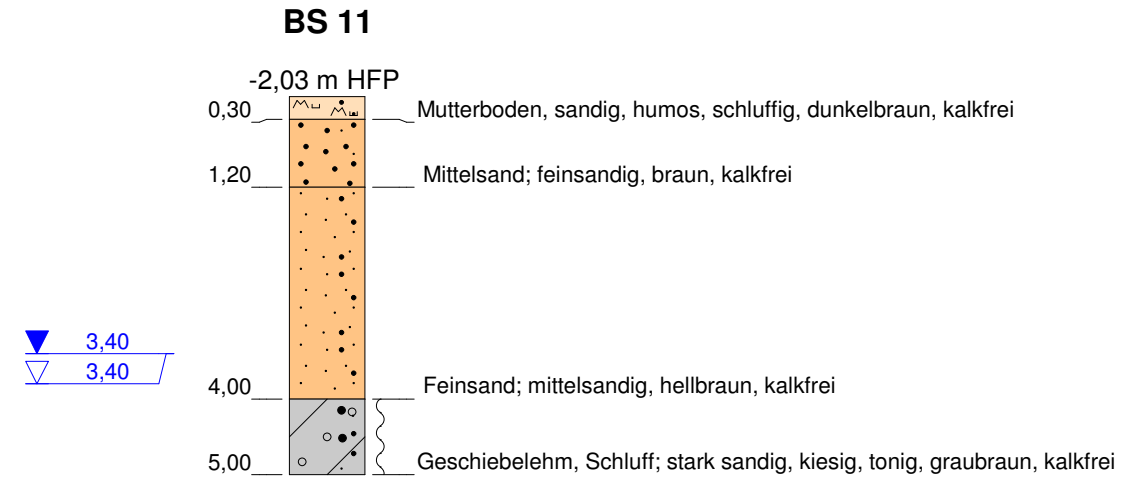 BS 11
-2,03 m HFP
0,30 Mutterboden, sandig, humos, schluffig, dunkelbraun, kalkfrei
1,20 Mittelsand; feinsandig, braun, kalkfrei
3,40
3,40
4,00 Feinsand; mittelsandig, hellbraun, kalkfrei
5,00 Geschiebelehm, Schluff; stark sandig, kiesig, tonig, graubraun, kalkfrei